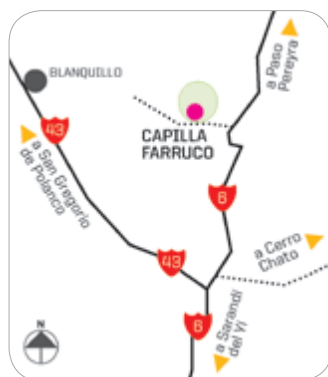 a Paso
Pereyra
BLANQUILLO
CAPILLA
FARRUCO
43
a San Gregorio
de Polanco
6
a Cerro
Chato
43
6
a Sarandí
del Yí
N